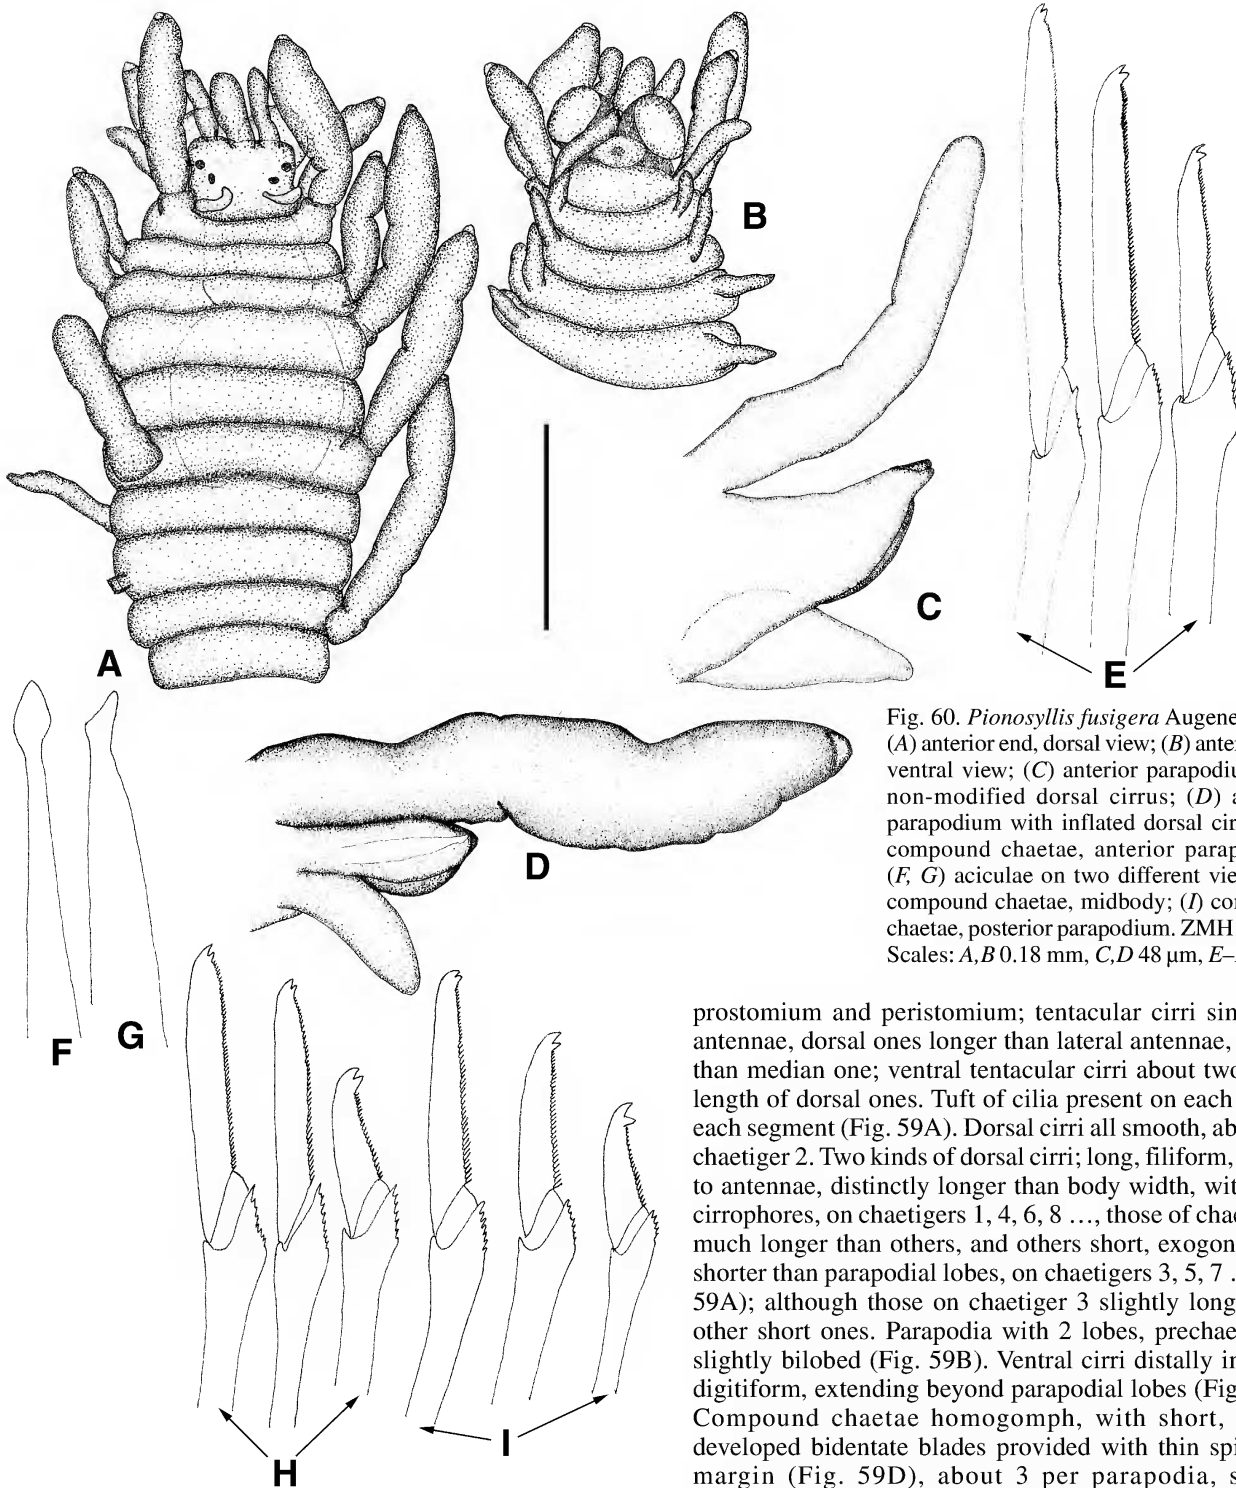 A
B
C
E
D
F
G
H
I
Fig. 60. Pionosyllis fusigera Augene
(A) anterior end, dorsal view; (B) ante
ventral view; (C) anterior parapodiu
non-modified dorsal cirrus; (D) a
parapodium with inflated dorsal cir
compound chaetae, anterior parap
(F, G) aciculae on two different vie
compound chaetae, midbody; (I) co
chaetae, posterior parapodium. ZMH
Scales: A,B 0.18 mm, C,D 48 µm, E–
prostomium and peristomium; tentacular cirri sin
antennae, dorsal ones longer than lateral antennae,
than median one; ventral tentacular cirri about two
length of dorsal ones. Tuft of cilia present on each
each segment (Fig. 59A). Dorsal cirri all smooth, ab
chaetiger 2. Two kinds of dorsal cirri; long, filiform,
to antennae, distinctly longer than body width, wit
cirrophores, on chaetigers 1, 4, 6, 8 …, those of chae
much longer than others, and others short, exogon
shorter than parapodial lobes, on chaetigers 3, 5, 7 .
59A); although those on chaetiger 3 slightly long
other short ones. Parapodia with 2 lobes, prechae
slightly bilobed (Fig. 59B). Ventral cirri distally in
digitiform, extending beyond parapodial lobes (Fig
Compound chaetae homogomph, with short,
developed bidentate blades provided with thin spi
margin (Fig. 59D), about 3 per parapodia, s